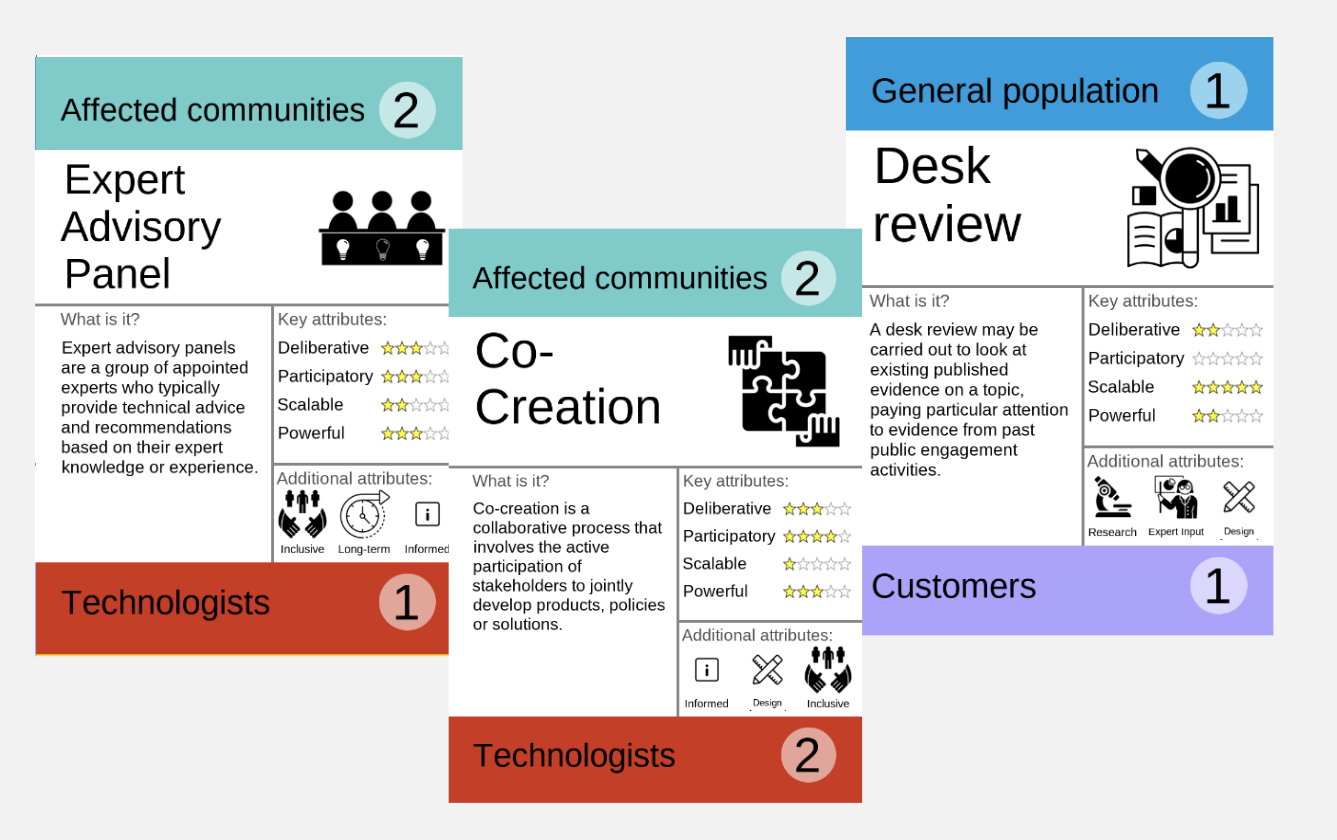 Affected communities 2
Expert
Advisory
Panel
What is it?
Expert advisory panels
are a group of appointed
experts who typically
provide technical advice
and recommendations
based on their expert
knowledge or experience.
Key attributes:
Deliberative
Participatory
Scalable
Powerful
Additional attributes:
Inclusive Long-term Informed
Technologists 1
Affected communities 2
Co-
Creation
What is it?
Co-creation is a
collaborative process that
involves the active
participation of
stakeholders to jointly
develop products, policies
or solutions.
Key attributes:
Deliberative
Participatory
Scalable
Powerful
Additional attributes:
Informed Design Inclusive
Technologists 2
General population 1
Desk
review
What is it?
A desk review may be
carried out to look at
existing published
evidence on a topic,
paying particular attention
to evidence from past
public engagement
activities.
Key attributes:
Deliberative
Participatory
Scalable
Powerful
Additional attributes:
Research Expert Input Design
Customers 1